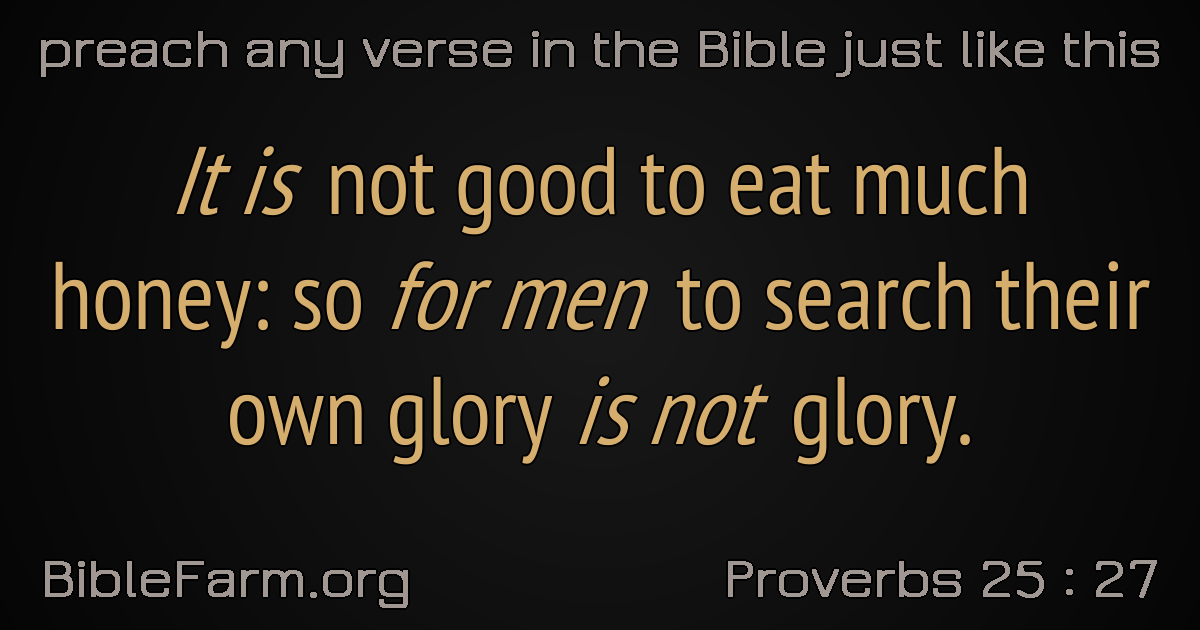 preach any verse in the Bible just like this
It is not good to eat much
honey: so for men to search their
own glory is not glory.
BibleFarm.org
Proverbs 25 : 27